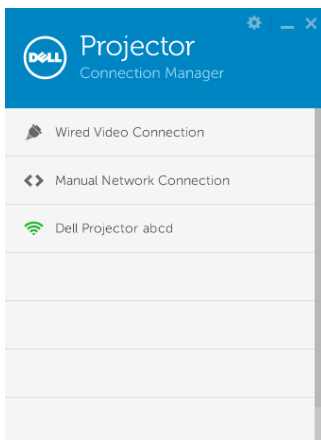 DELL
Projector
Connection Manager
Wired Video Connection
Manual Network Connection
Dell Projector abcd